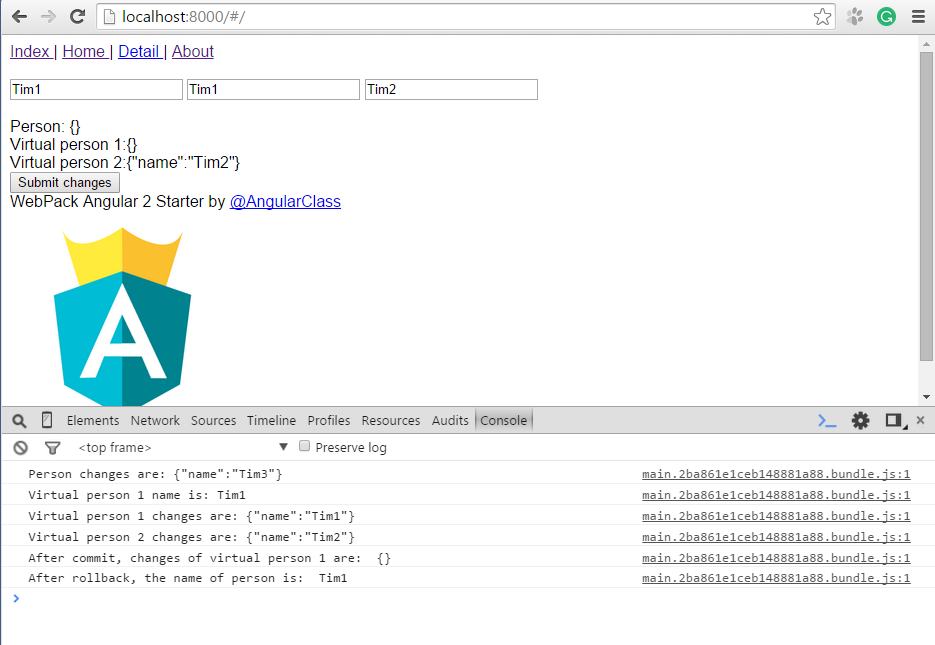 localhost:8000/#/
Index | Home | Detail | About
Tim1 Tim1 Tim2
Person: {}
Virtual person 1:{}
Virtual person 2:{"name":"Tim2"}
Submit changes
WebPack Angular 2 Starter by @AngularClass
A
Elements Network Sources Timeline Profiles Resources Audits Console
<top frame> ▼ Preserve log
Person changes are: {"name":"Tim3"} main.2ba861e1ceb148881a88.bundle.js:1
Virtual person 1 name is: Tim1 main.2ba861e1ceb148881a88.bundle.js:1
Virtual person 1 changes are: {"name":"Tim1"} main.2ba861e1ceb148881a88.bundle.js:1
Virtual person 2 changes are: {"name":"Tim2"} main.2ba861e1ceb148881a88.bundle.js:1
After commit, changes of virtual person 1 are:  {} main.2ba861e1ceb148881a88.bundle.js:1
After rollback, the name of person is:  Tim1 main.2ba861e1ceb148881a88.bundle.js:1